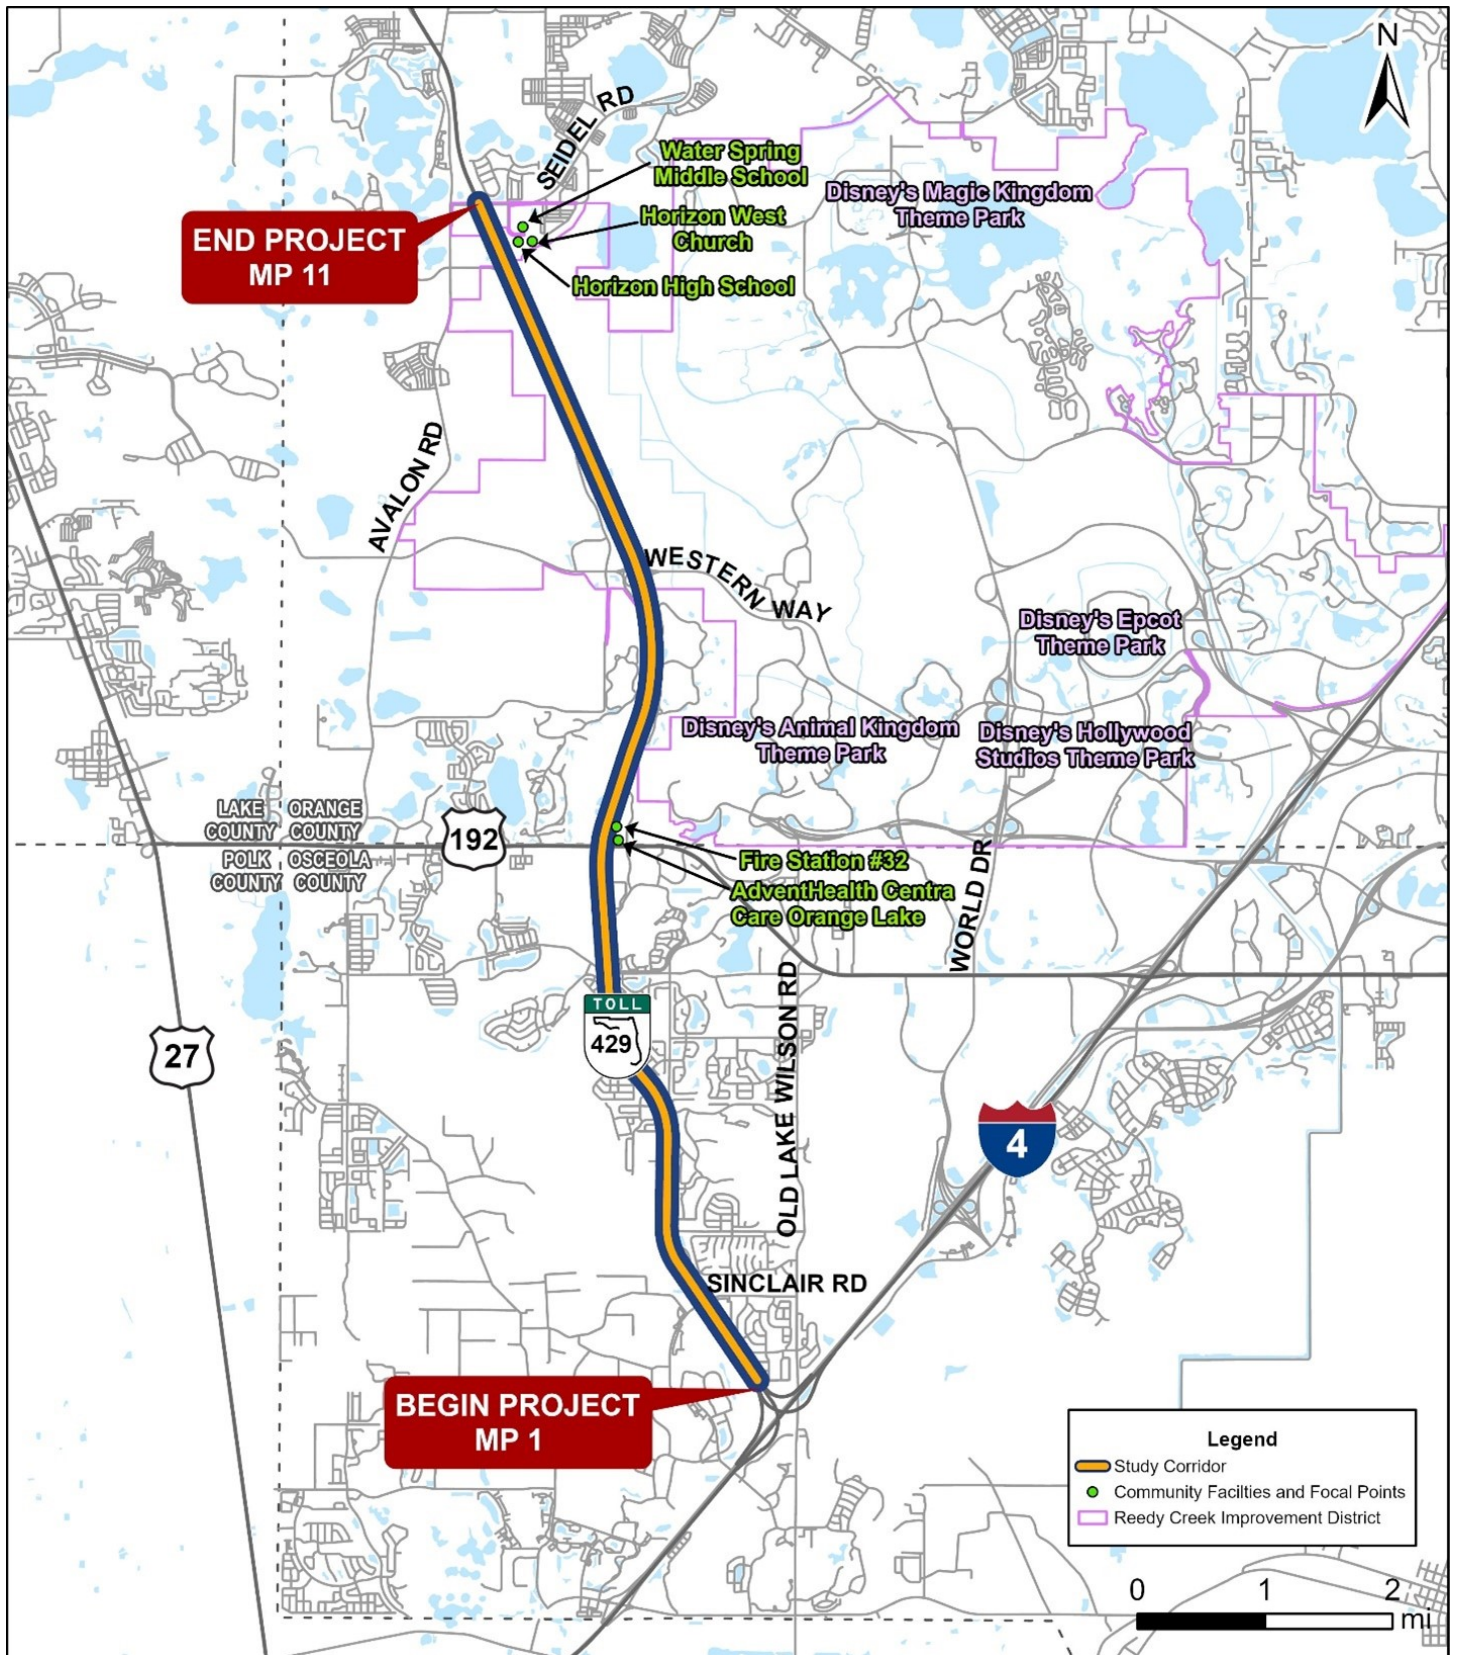 N
SEIDEL RD
Water Spring
Middle School
Disney's Magic Kingdom
Theme Park
Horizon West
Church
END PROJECT
MP 11
Horizon High School
AVALON RD
WESTERN WAY
Disney's Epcot
Theme Park
Disney's Animal Kingdom
Theme Park
Disney's Hollywood
Studios Theme Park
LAKE
COUNTY
ORANGE
COUNTY
192
POLK
COUNTY
OSCEOLA
COUNTY
Fire Station #32
AdventHealth Centra
Care Orange Lake
WORLD DR
OLD LAKE WILSON RD
TOLL
429
27
4
SINCLAIR RD
BEGIN PROJECT
MP 1
Legend
Study Corridor
Community Facilties and Focal Points
Reedy Creek Improvement District
0 1 2
mi